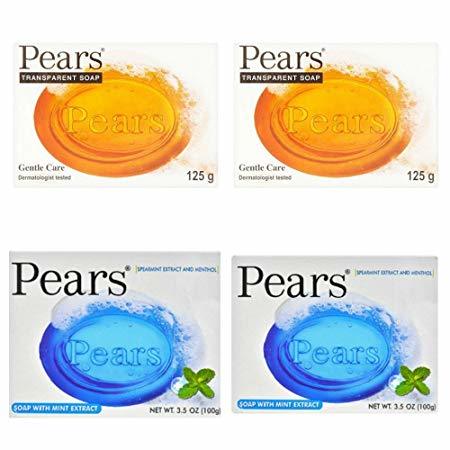 Pears®
TRANSPARENT SOAP
Pears
Gentle Care
Dermatologist tested
125 g
Pears®
TRANSPARENT SOAP
Pears
Gentle Care
Dermatologist tested
125 g
Pears®
SPEARMINT EXTRACT AND MENTHOL
Pears
SOAP WITH MINT EXTRACT
NET WT. 3.5 OZ (100g)
Pears®
SPEARMINT EXTRACT AND MENTHOL
Pears
SOAP WITH MINT EXTRACT
NET WT. 3.5 OZ (100g)